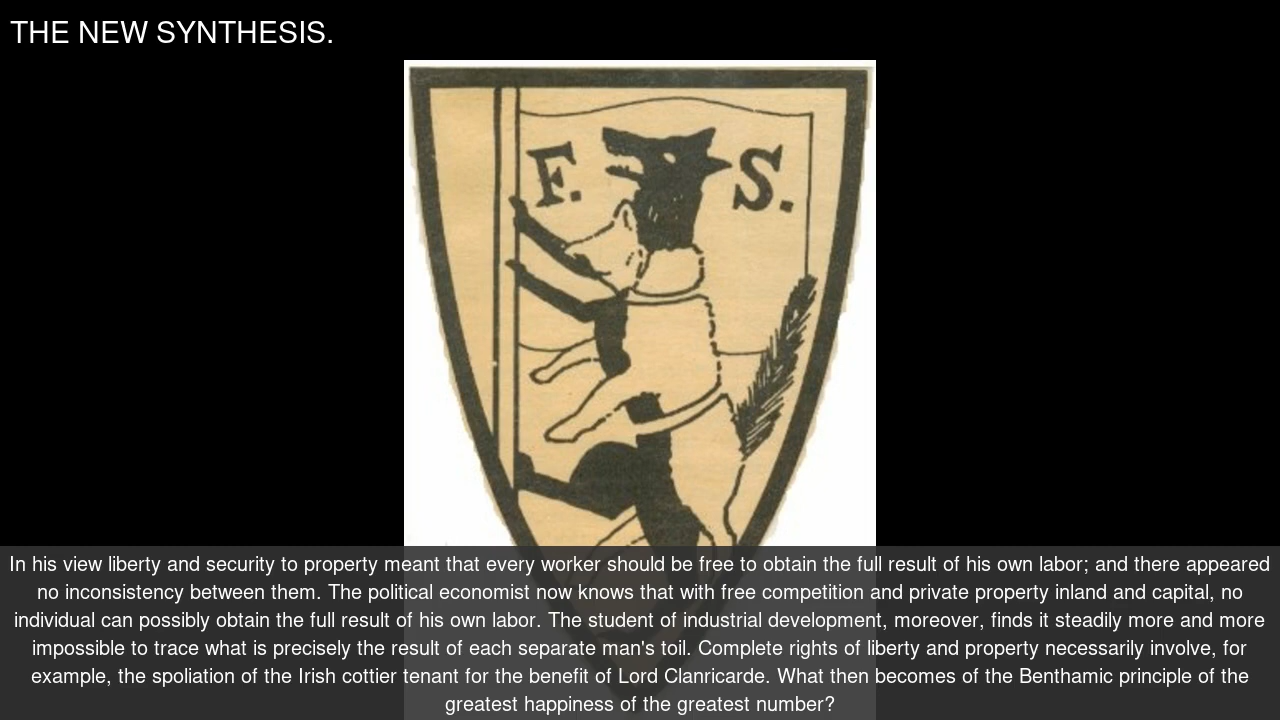 THE NEW SYNTHESIS.
F. S.
In his view liberty and security to property meant that every worker should be free to obtain the full result of his own labor; and there appeared
no inconsistency between them. The political economist now knows that with free competition and private property inland and capital, no
individual can possibly obtain the full result of his own labor. The student of industrial development, moreover, finds it steadily more and more
impossible to trace what is precisely the result of each separate man's toil. Complete rights of liberty and property necessarily involve, for
example, the spoliation of the Irish cottier tenant for the benefit of Lord Clanricarde. What then becomes of the Benthamic principle of the
greatest happiness of the greatest number?